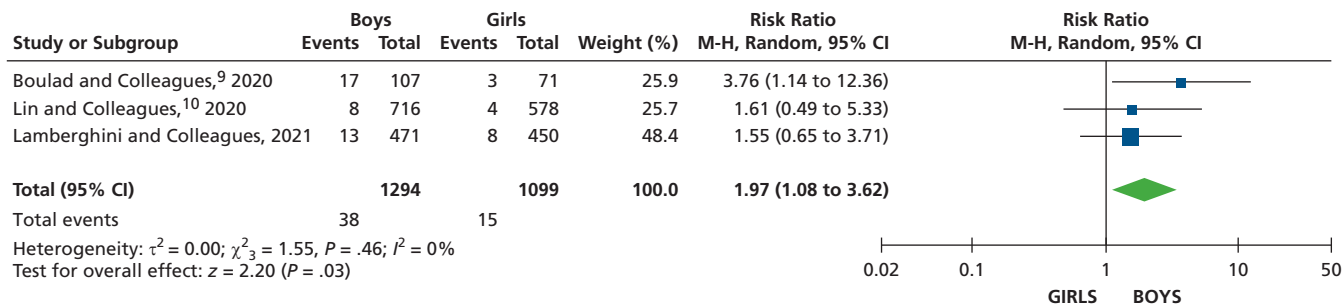 Boys Girls Risk Ratio Risk Ratio
Study or Subgroup Events Total Events Total Weight (%) M-H, Random, 95% CI M-H, Random, 95% CI
Boulad and Colleagues,⁹ 2020 17 107 3 71 25.9 3.76 (1.14 to 12.36)
Lin and Colleagues,¹⁰ 2020 8 716 4 578 25.7 1.61 (0.49 to 5.33)
Lamberghini and Colleagues, 2021 13 471 8 450 48.4 1.55 (0.65 to 3.71)
Total (95% CI) 1294 1099 100.0 1.97 (1.08 to 3.62)
Total events 38 15
Heterogeneity: τ² = 0.00; χ²₃ = 1.55, P = .46; I² = 0%
Test for overall effect: z = 2.20 (P = .03)
0.02 0.1 1 10 50
GIRLS BOYS